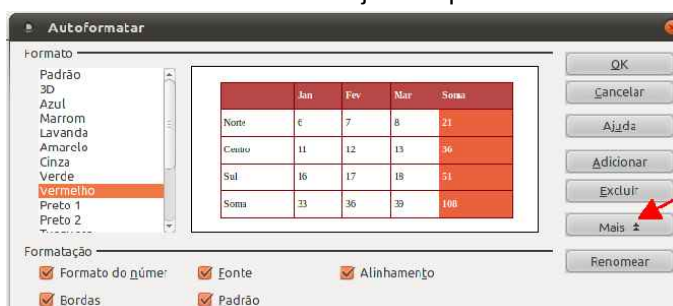 Autoformatar
Formato
Padrão
3D
Azul
Marrom
Lavanda
Amarelo
Cinza
Verde
Vermelho
Preto 1
Preto 2
Jan Fev Mar Soma
Norte 6 7 8 21
Centro 11 12 13 36
Sul 16 17 18 51
Soma 33 36 39 108
OK
Cancelar
Ajuda
Adicionar
Excluir
Mais
Renomear
Formatação
Formato do númer Fonte Alinhamento
Bordas Padrão